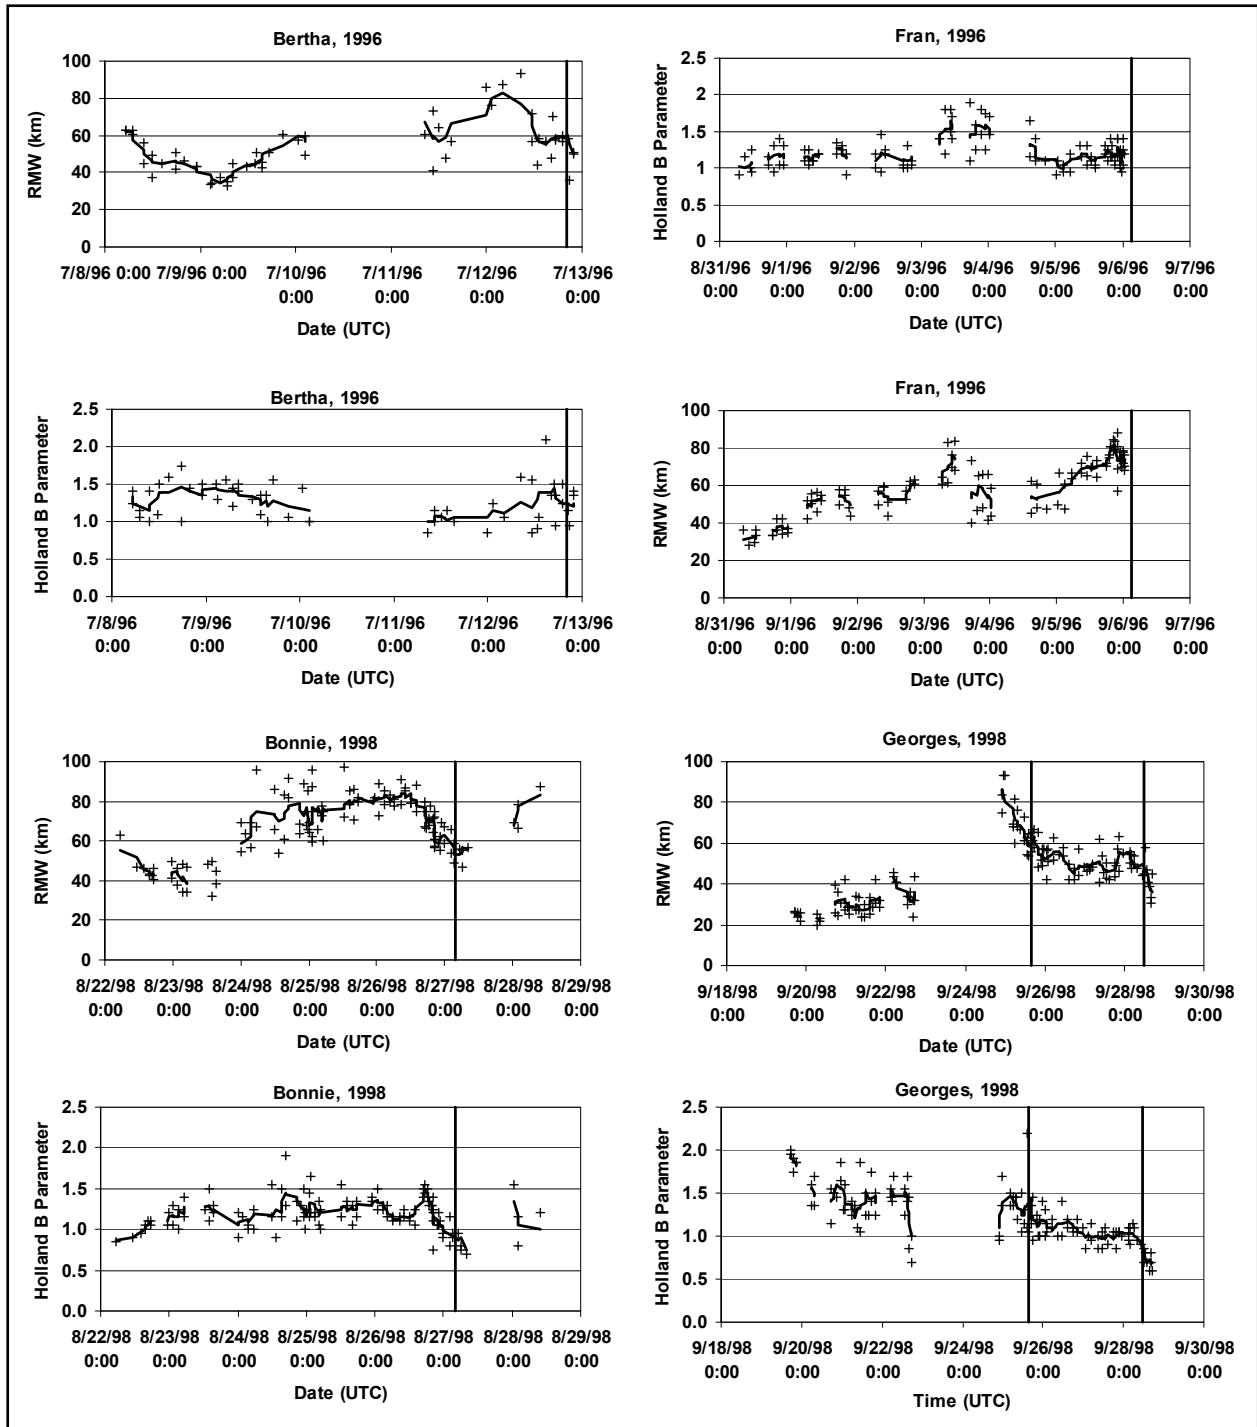 Bertha, 1996
RMW (km)
100
80
60
40
20
0
7/8/96 0:00 7/9/96 0:00 7/10/96 7/11/96 7/12/96 7/13/96
0:00 0:00 0:00 0:00
Date (UTC)
Fran, 1996
Holland B Parameter
2.5
2
1.5
1
0.5
0
8/31/96 9/1/96 9/2/96 9/3/96 9/4/96 9/5/96 9/6/96 9/7/96
0:00 0:00 0:00 0:00 0:00 0:00 0:00 0:00
Date (UTC)
Bertha, 1996
Holland B Parameter
2.5
2.0
1.5
1.0
0.5
0.0
7/8/96 7/9/96 7/10/96 7/11/96 7/12/96 7/13/96
0:00 0:00 0:00 0:00 0:00 0:00
Date (UTC)
Fran, 1996
RMW (km)
100
80
60
40
20
0
8/31/96 9/1/96 9/2/96 9/3/96 9/4/96 9/5/96 9/6/96 9/7/96
0:00 0:00 0:00 0:00 0:00 0:00 0:00 0:00
Date (UTC)
Bonnie, 1998
RMW (km)
100
80
60
40
20
0
8/22/98 8/23/98 8/24/98 8/25/98 8/26/98 8/27/98 8/28/98 8/29/98
0:00 0:00 0:00 0:00 0:00 0:00 0:00 0:00
Date (UTC)
Georges, 1998
RMW (km)
100
80
60
40
20
0
9/18/98 9/20/98 9/22/98 9/24/98 9/26/98 9/28/98 9/30/98
0:00 0:00 0:00 0:00 0:00 0:00 0:00
Date (UTC)
Bonnie, 1998
Holland B Parameter
2.5
2.0
1.5
1.0
0.5
0.0
8/22/98 8/23/98 8/24/98 8/25/98 8/26/98 8/27/98 8/28/98 8/29/98
0:00 0:00 0:00 0:00 0:00 0:00 0:00 0:00
Date (UTC)
Georges, 1998
Holland B Parameter
2.5
2.0
1.5
1.0
0.5
0.0
9/18/98 9/20/98 9/22/98 9/24/98 9/26/98 9/28/98 9/30/98
0:00 0:00 0:00 0:00 0:00 0:00 0:00
Time (UTC)